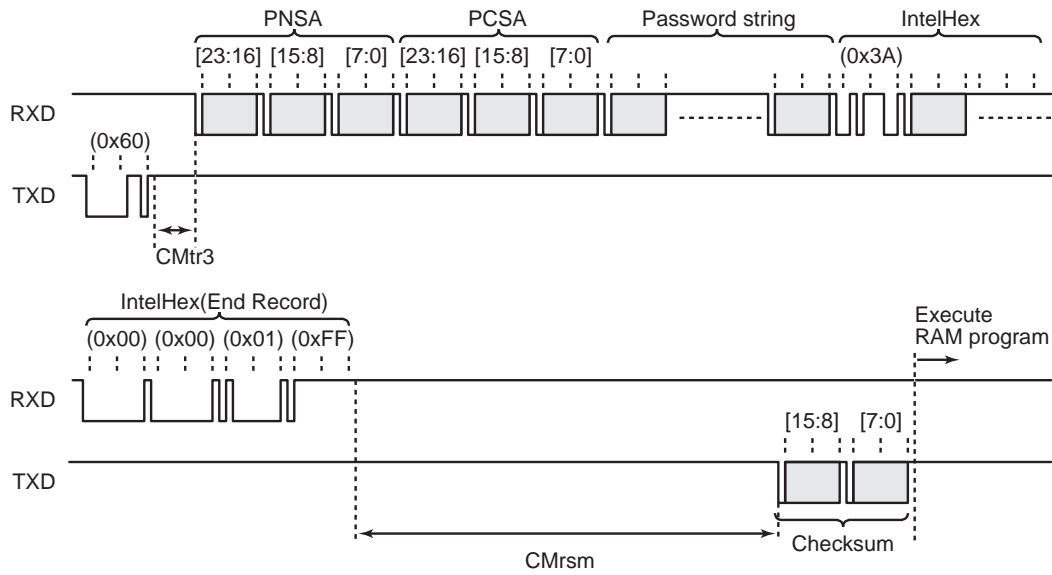 PNSA PCSA Password string IntelHex
[23:16] [15:8] [7:0] [23:16] [15:8] [7:0] (0x3A)
RXD
(0x60)
TXD
CMtr3
IntelHex(End Record)
(0x00) (0x00) (0x01) (0xFF)
Execute
RAM program
RXD
[15:8] [7:0]
TXD
Checksum
CMrsm